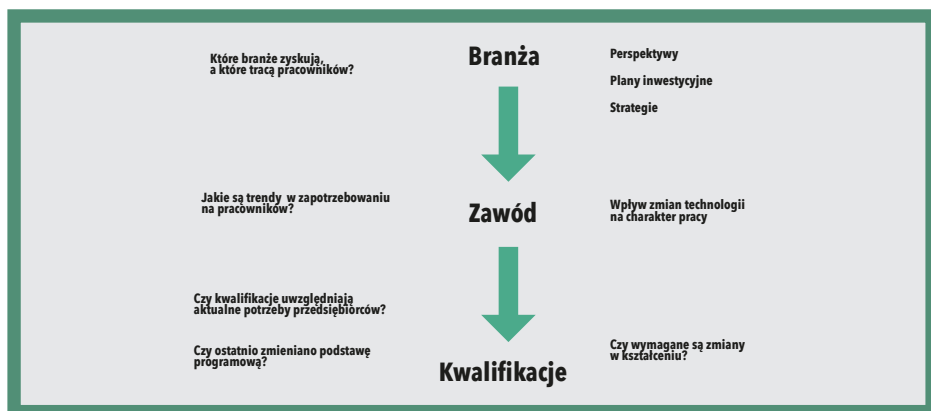 Które branże zyskują,
a które tracą pracowników?
Branża
Perspektywy
Plany inwestycyjne
Strategie
Jakie są trendy w zapotrzebowaniu
na pracowników?
Zawód
Wpływ zmian technologii
na charakter pracy
Czy kwalifikacje uwzględniają
aktualne potrzeby przedsiębiorców?
Czy ostatnio zmieniano podstawę
programową?
Kwalifikacje
Czy wymagane są zmiany
w kształceniu?